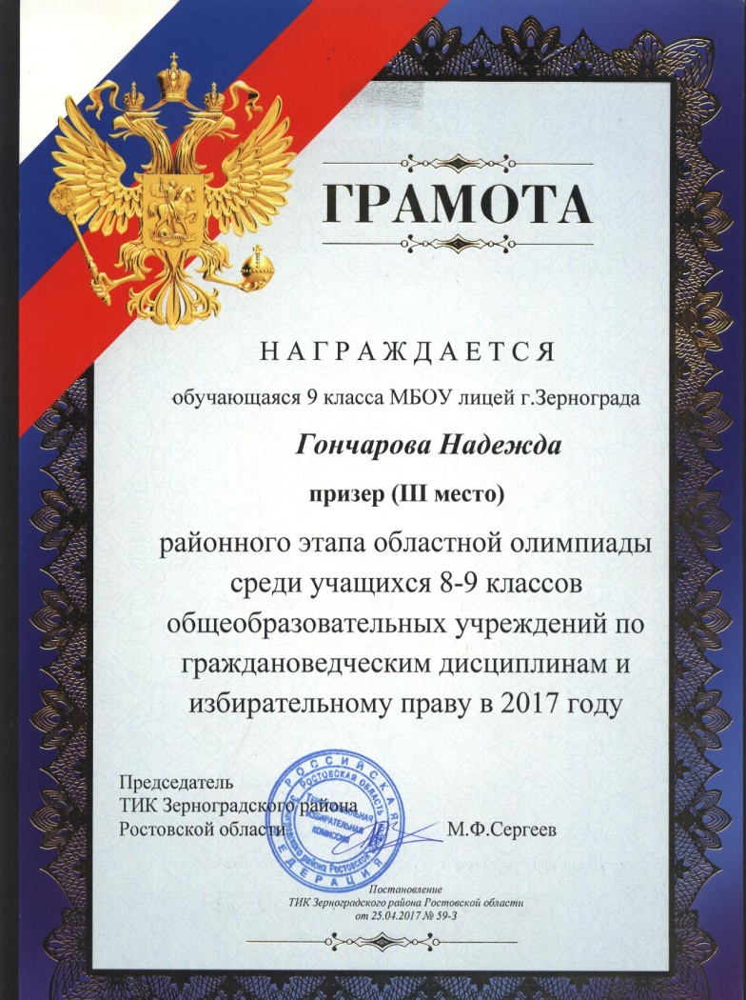 ГРАМОТА
НАГРАЖДАЕТСЯ
обучающаяся 9 класса МБОУ лицей г.Зернограда
Гончарова Надежда
призер (III место)
районного этапа областной олимпиады
среди учащихся 8-9 классов
общеобразовательных учреждений по
граждановедческим дисциплинам и
избирательному праву в 2017 году
Председатель
ТИК Зерноградского района
Ростовской области
М.Ф.Сергеев
РОССИЙСКАЯ ФЕДЕРАЦИЯ
РОСТОВСКАЯ ОБЛАСТЬ
Территориальная
избирательная
комиссия
района Ростовской
Постановление
ТИК Зерноградского района Ростовской области
от 25.04.2017 № 59-3